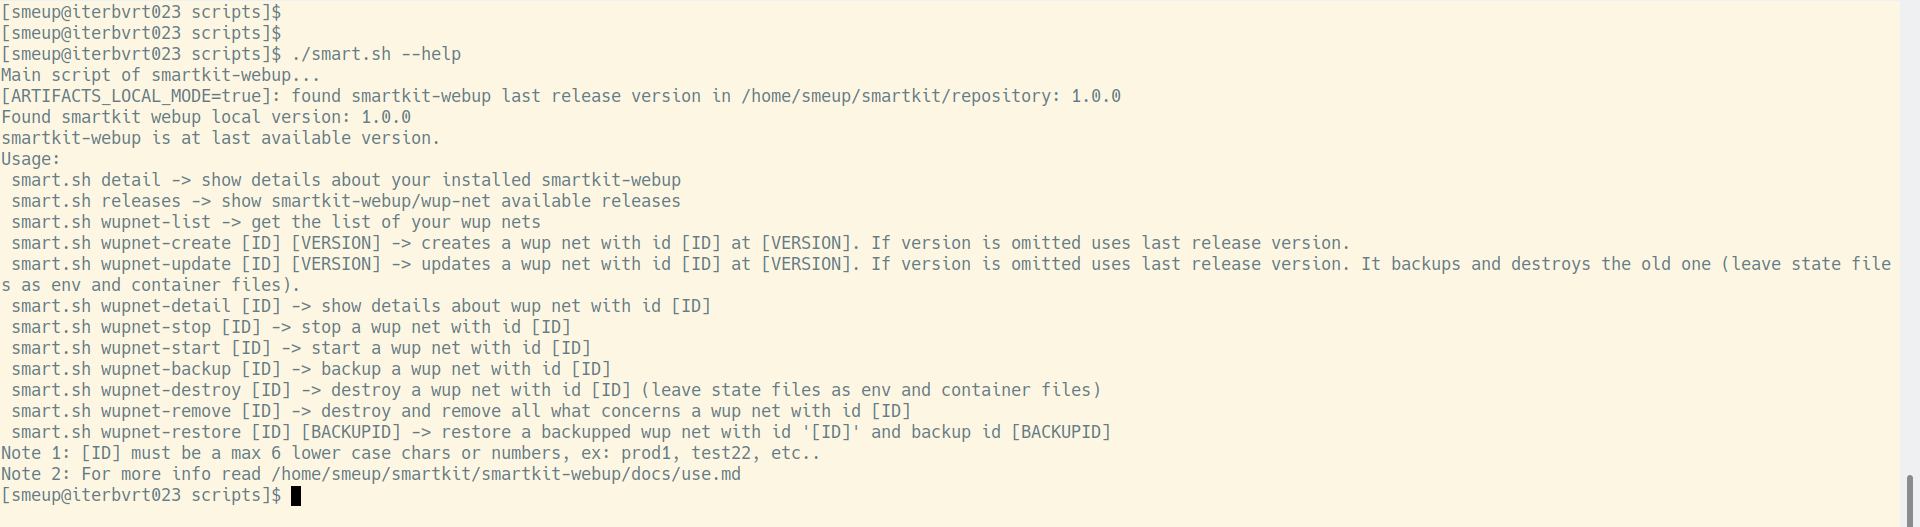 [smeup@iterbvrt023 scripts]$
[smeup@iterbvrt023 scripts]$
[smeup@iterbvrt023 scripts]$ ./smart.sh --help
Main script of smartkit-webup...
[ARTIFACTS_LOCAL_MODE=true]: found smartkit-webup last release version in /home/smeup/smartkit/repository: 1.0.0
Found smartkit webup local version: 1.0.0
smartkit-webup is at last available version.
Usage:
 smart.sh detail -> show details about your installed smartkit-webup
 smart.sh releases -> show smartkit-webup/wup-net available releases
 smart.sh wupnet-list -> get the list of your wup nets
 smart.sh wupnet-create [ID] [VERSION] -> creates a wup net with id [ID] at [VERSION]. If version is omitted uses last release version.
 smart.sh wupnet-update [ID] [VERSION] -> updates a wup net with id [ID] at [VERSION]. If version is omitted uses last release version. It backups and destroys the old one (leave state file
s as env and container files).
 smart.sh wupnet-detail [ID] -> show details about wup net with id [ID]
 smart.sh wupnet-stop [ID] -> stop a wup net with id [ID]
 smart.sh wupnet-start [ID] -> start a wup net with id [ID]
 smart.sh wupnet-backup [ID] -> backup a wup net with id [ID]
 smart.sh wupnet-destroy [ID] -> destroy a wup net with id [ID] (leave state files as env and container files)
 smart.sh wupnet-remove [ID] -> destroy and remove all what concerns a wup net with id [ID]
 smart.sh wupnet-restore [ID] [BACKUPID] -> restore a backupped wup net with id '[ID]' and backup id [BACKUPID]
Note 1: [ID] must be a max 6 lower case chars or numbers, ex: prod1, test22, etc..
Note 2: For more info read /home/smeup/smartkit/smartkit-webup/docs/use.md
[smeup@iterbvrt023 scripts]$